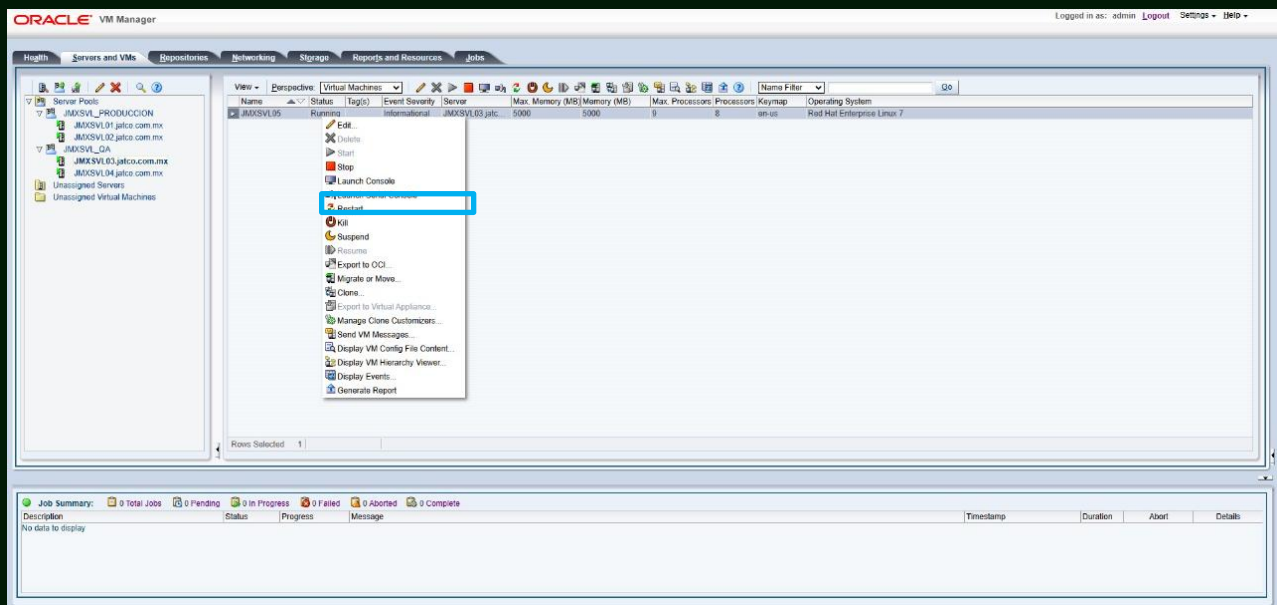 ORACLE VM Manager
Logged in as: admin Logout Settings Help
Health Servers and VMs Repositories Networking Storage Reports and Resources Jobs
View Perspective: Virtual Machines Name Filter Go
Server Pools
JMXSVL_PRODUCCION
JMXSVL01.jatco.com.mx
JMXSVL02.jatco.com.mx
JMXSVL_QA
JMXSVL03.jatco.com.mx
JMXSVL04.jatco.com.mx
Unassigned Servers
Unassigned Virtual Machines
Name Status Tag(s) Event Severity Server Max. Memory (MB) Memory (MB) Max. Processors Processors Keymap Operating System
JMXSVL05 Running Informational JMXSVL03.jatc 5000 5000 9 8 en-us Red Hat Enterprise Linux 7
Edit...
Delete
Start
Stop
Launch Console
Restart
Kill
Suspend
Resume
Export to OCI...
Migrate or Move...
Clone...
Export to Virtual Appliance...
Manage Clone Customizers...
Send VM Messages...
Display VM Config File Content...
Display VM Hierarchy Viewer...
Display Events...
Generate Report
Rows Selected 1
Job Summary: 0 Total Jobs 0 Pending 0 In Progress 0 Failed 0 Aborted 0 Complete
Description Status Progress Message Timestamp Duration Abort Details
No data to display